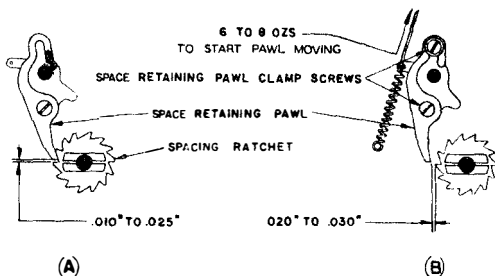 6 TO 8 OZS
TO START PAWL MOVING
SPACE RETAINING PAWL CLAMP SCREWS
SPACE RETAINING PAWL
SPACING RATCHET
.010" TO .025"
.020" TO .030"
(A)
(B)